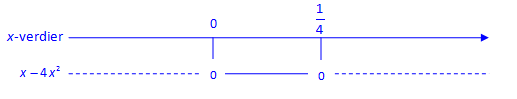 0 1/4
x-verdier
x – 4x² 0 0